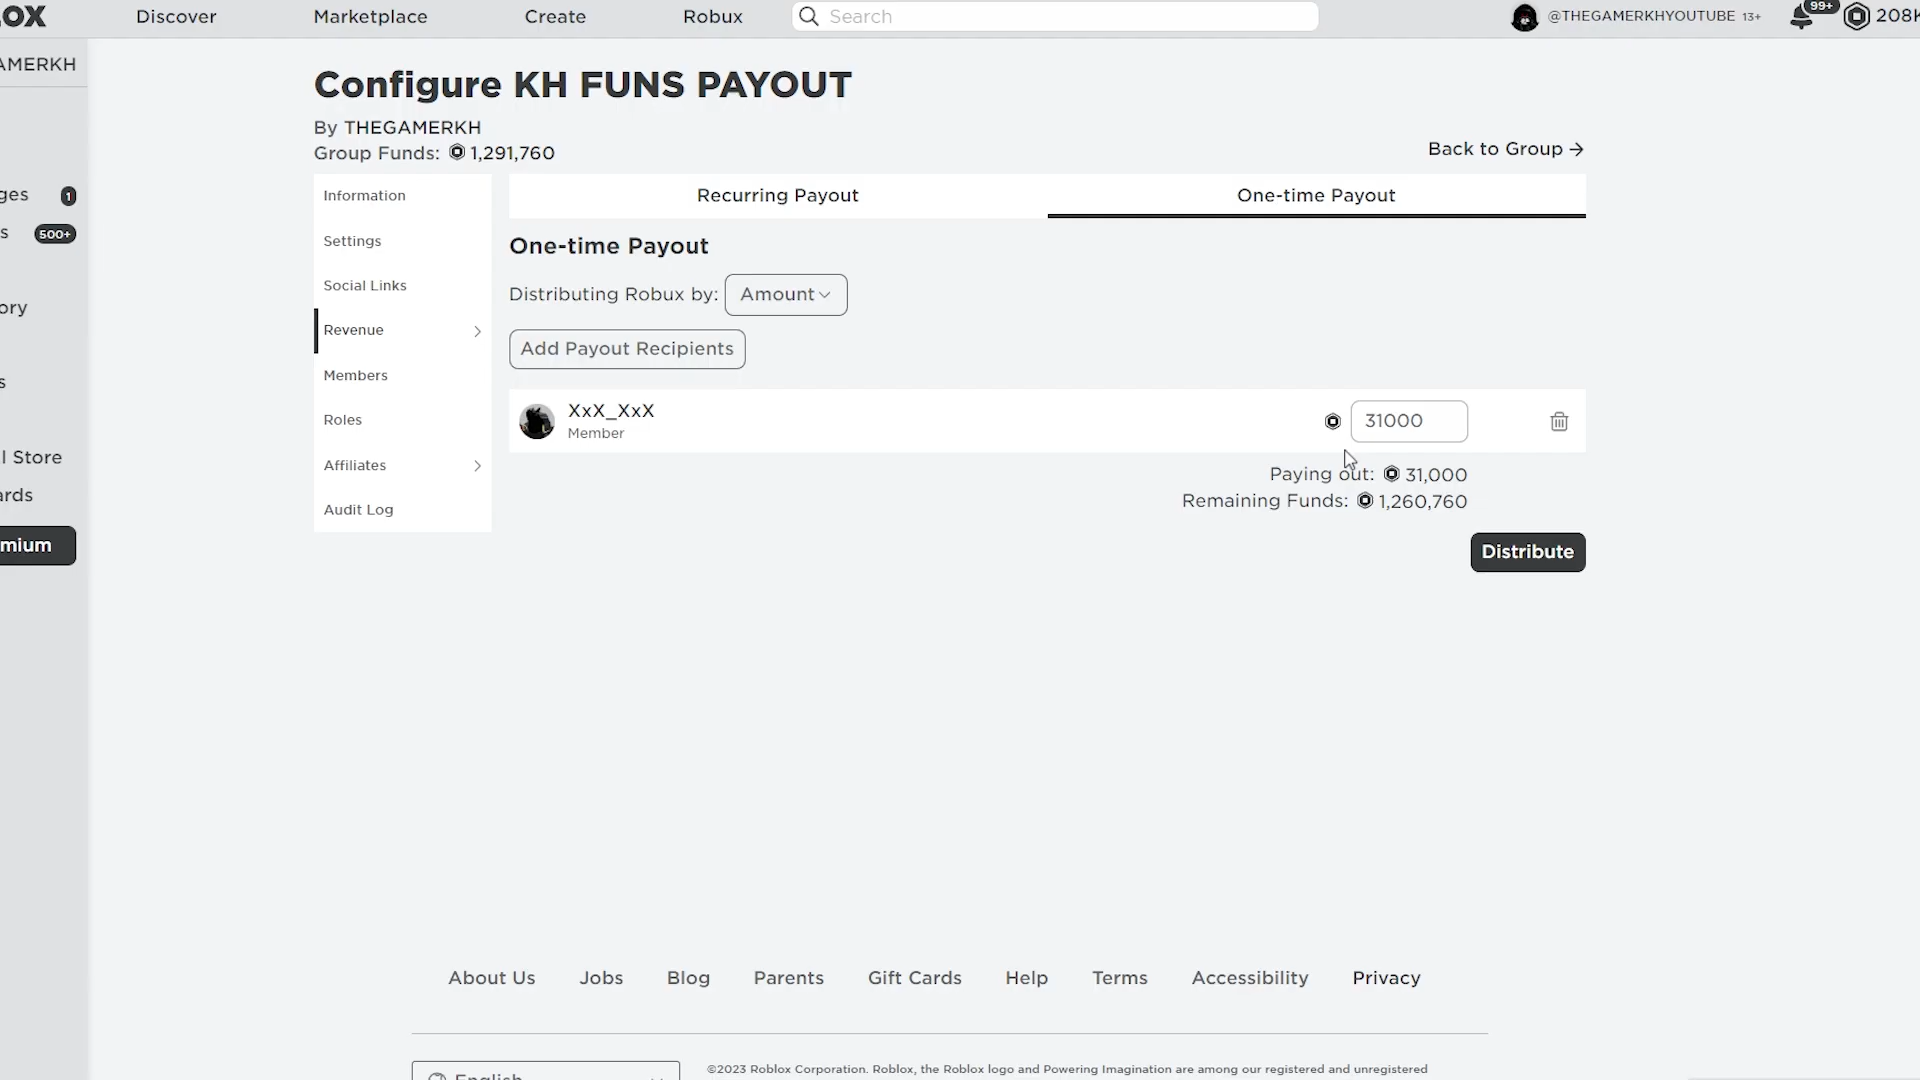 OX
Discover
Marketplace
Create
Robux
Search
@THEGAMERKHYOUTUBE 13+
99+
208K
AMERKH
ges 1
s 500+
ory
s
l Store
ards
mium
Configure KH FUNS PAYOUT
By THEGAMERKH
Group Funds: 1,291,760
Back to Group →
Information
Settings
Social Links
Revenue
Members
Roles
Affiliates
Audit Log
Recurring Payout
One-time Payout
One-time Payout
Distributing Robux by: Amount
Add Payout Recipients
XxX_XxX
Member
31000
Paying out: 31,000
Remaining Funds: 1,260,760
Distribute
About Us
Jobs
Blog
Parents
Gift Cards
Help
Terms
Accessibility
Privacy
English
©2023 Roblox Corporation. Roblox, the Roblox logo and Powering Imagination are among our registered and unregistered